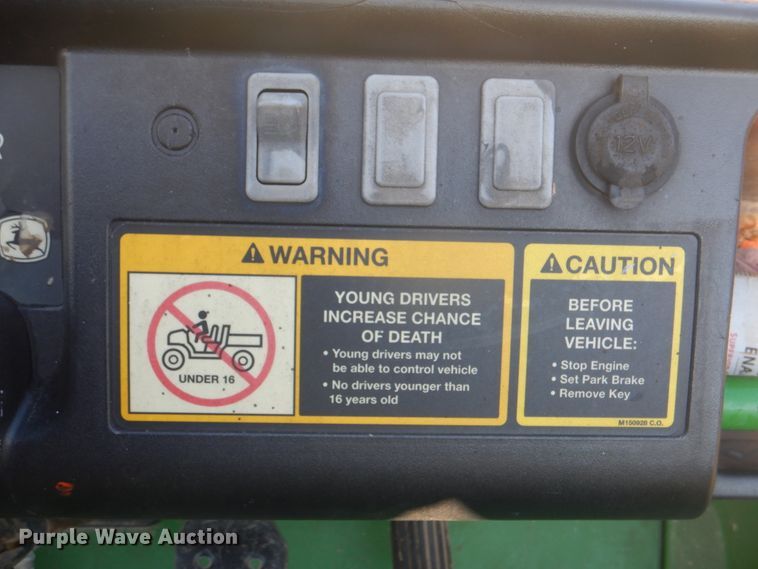 R
12V
WARNING
UNDER 16
YOUNG DRIVERS
INCREASE CHANCE
OF DEATH
• Young drivers may not
be able to control vehicle
• No drivers younger than
16 years old
CAUTION
BEFORE
LEAVING
VEHICLE:
• Stop Engine
• Set Park Brake
• Remove Key
ENA
Purple Wave Auction